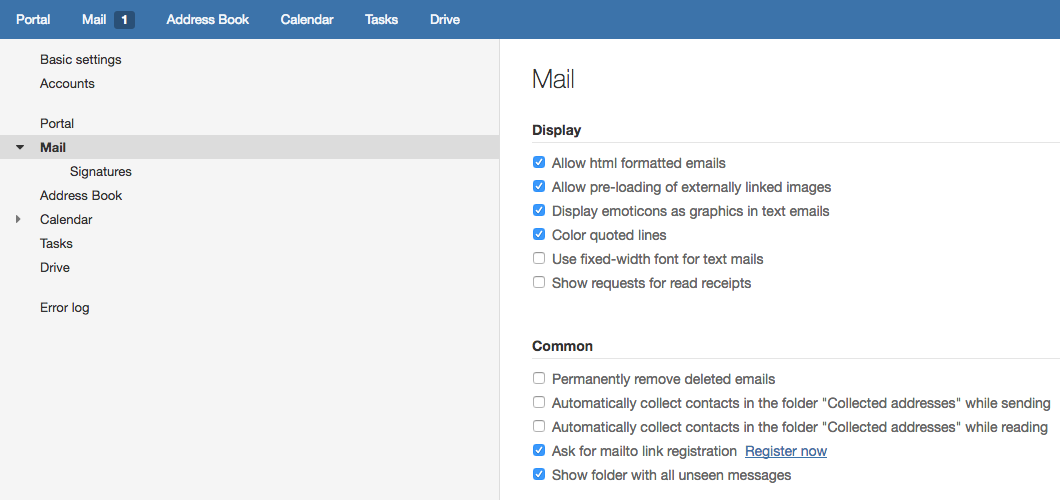 Portal Mail 1 Address Book Calendar Tasks Drive
Basic settings
Accounts
Portal
Mail
Signatures
Address Book
Calendar
Tasks
Drive
Error log
Mail
Display
Allow html formatted emails
Allow pre-loading of externally linked images
Display emoticons as graphics in text emails
Color quoted lines
Use fixed-width font for text mails
Show requests for read receipts
Common
Permanently remove deleted emails
Automatically collect contacts in the folder "Collected addresses" while sending
Automatically collect contacts in the folder "Collected addresses" while reading
Ask for mailto link registration Register now
Show folder with all unseen messages